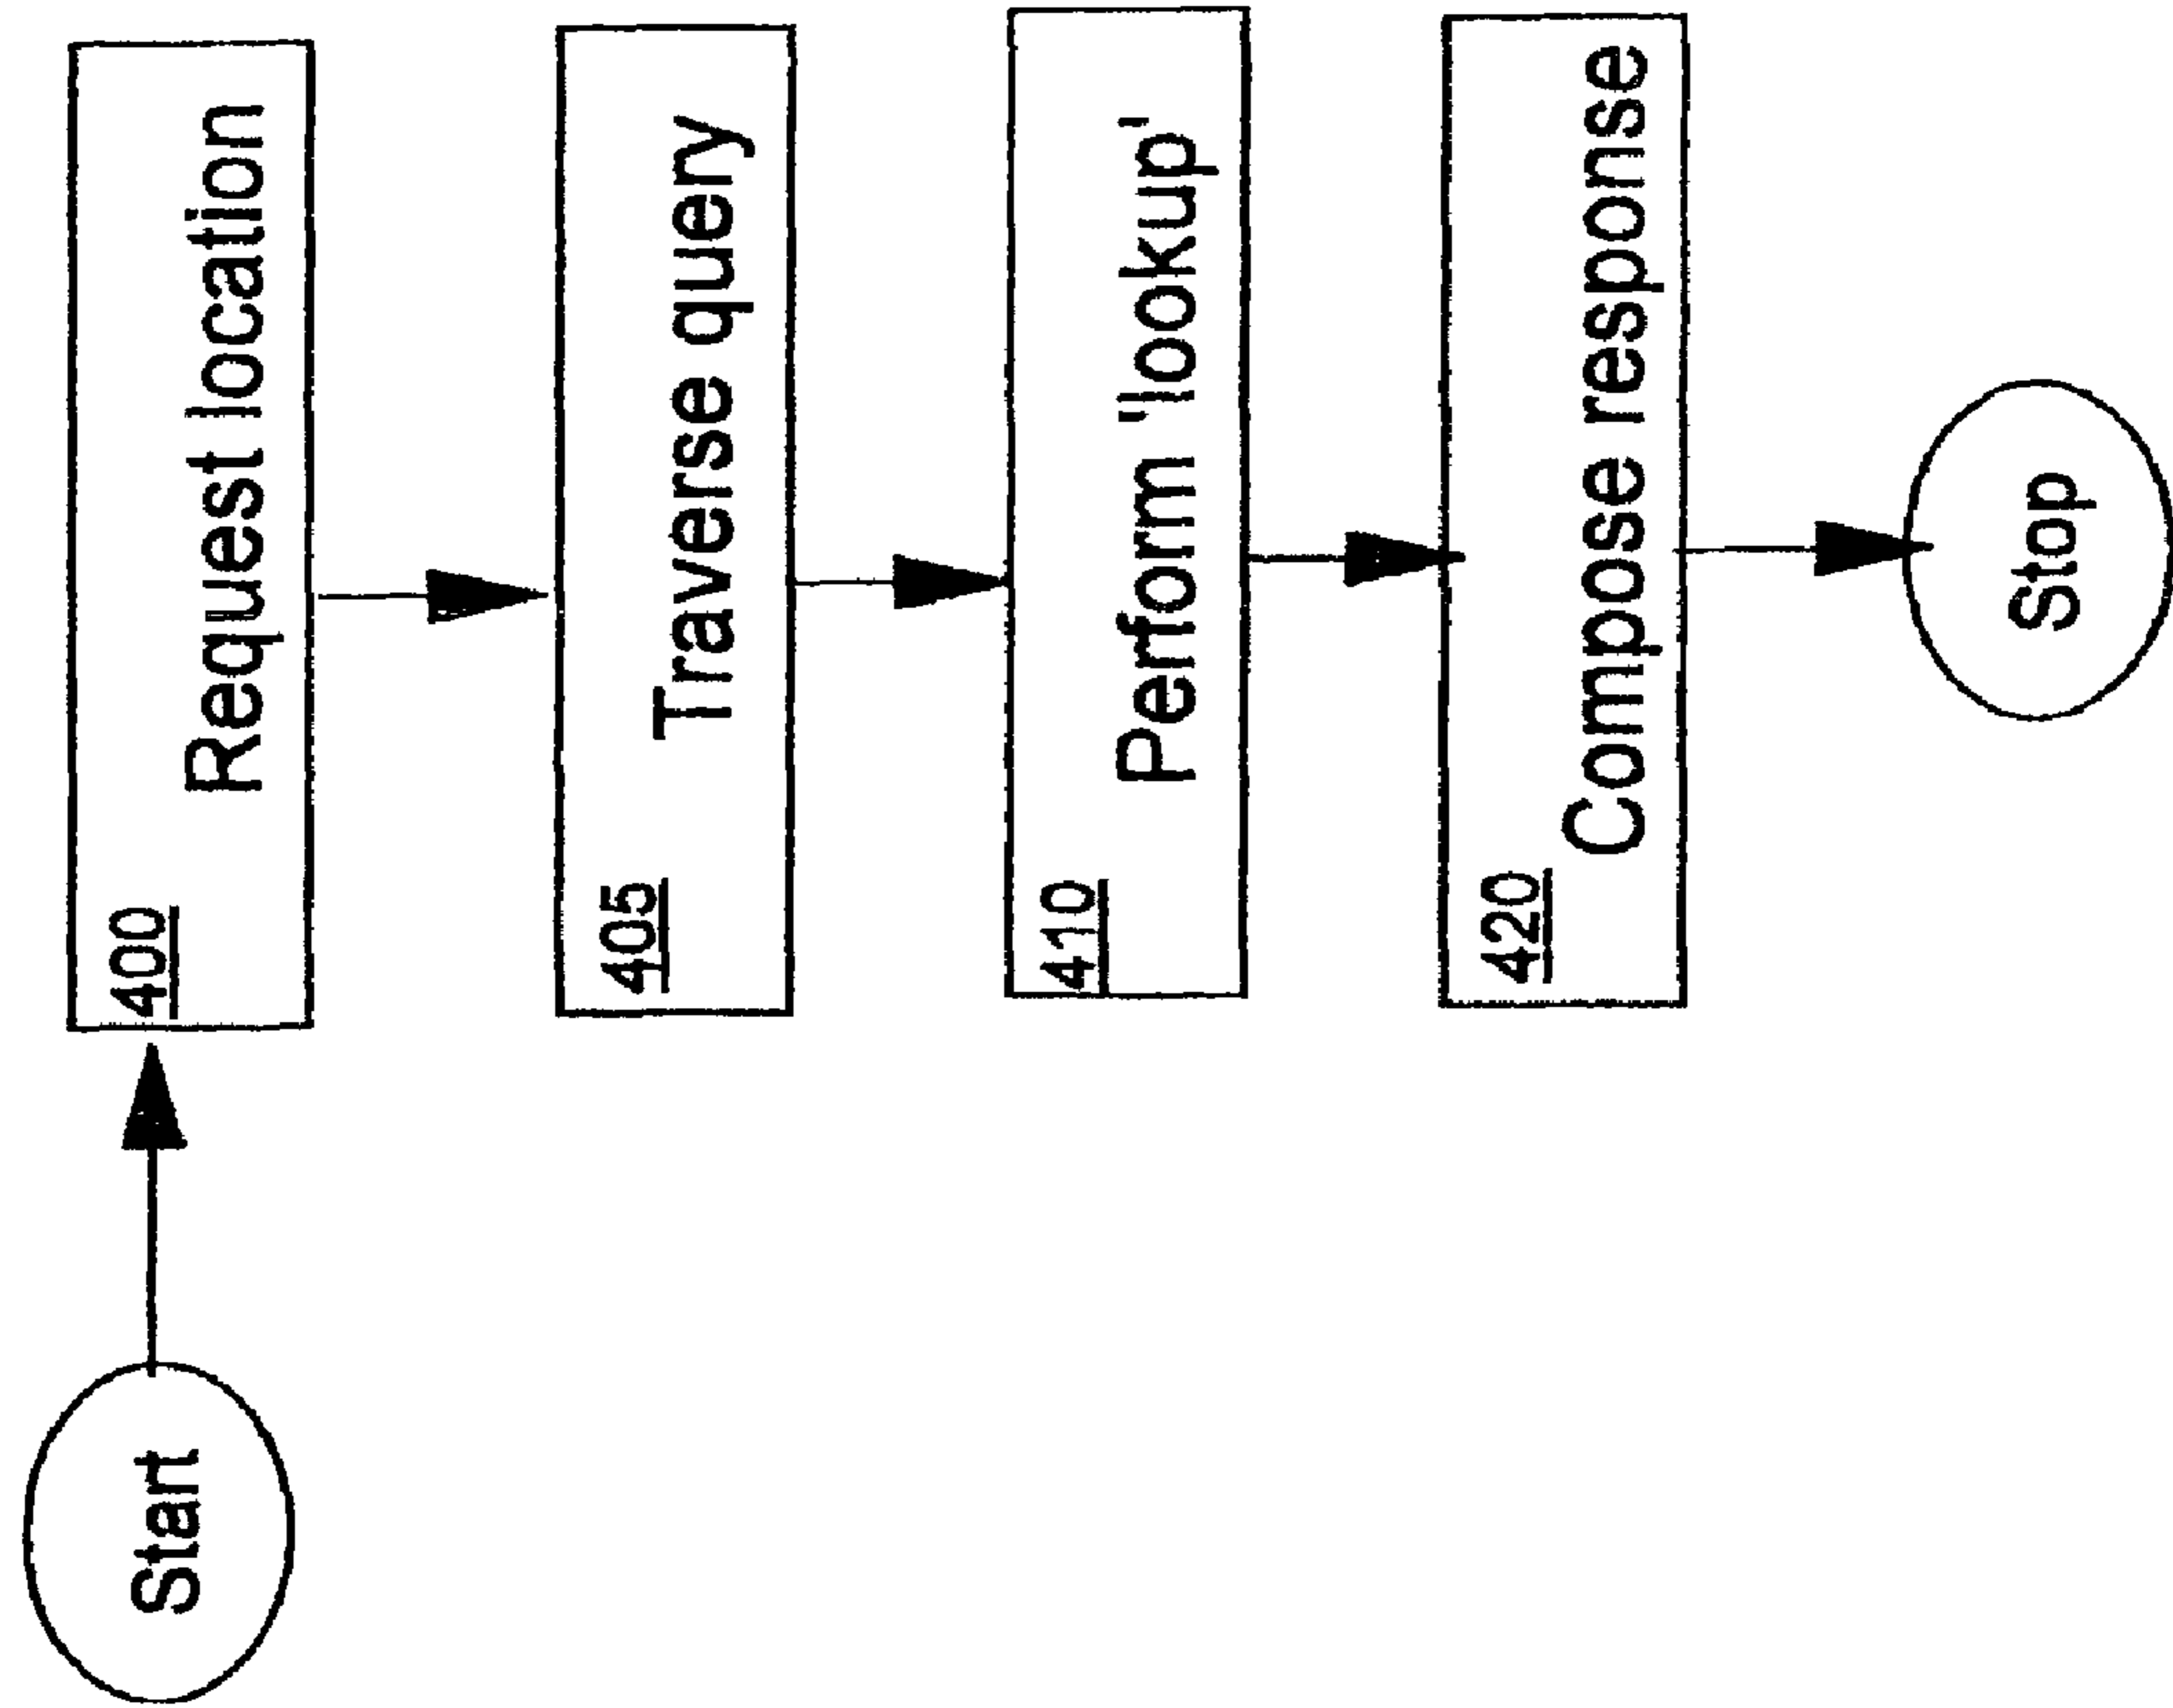 Start
400
Request location
405
Traverse query
410
Perform "lookup'
420
Compose response
Stop